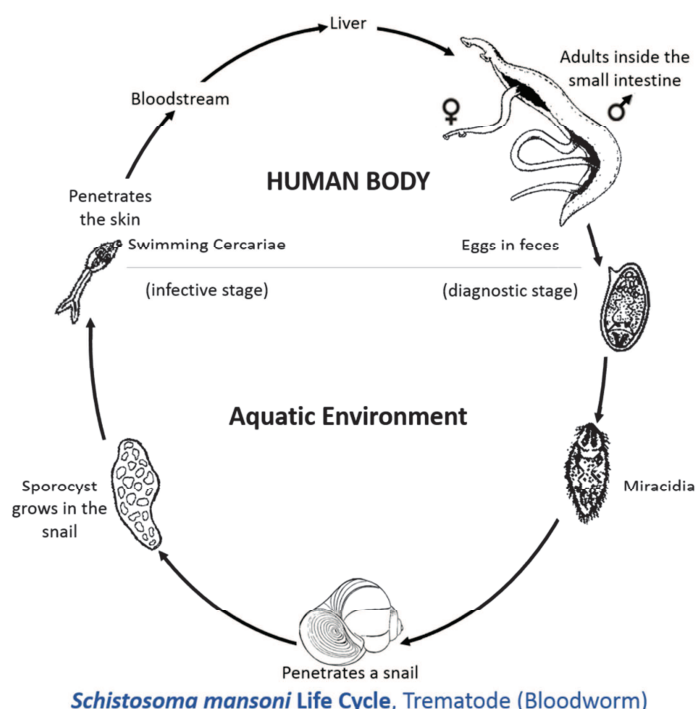 Liver
Adults inside the
small intestine
♀
♂
Bloodstream
HUMAN BODY
Penetrates
the skin
Swimming Cercariae
Eggs in feces
(infective stage)
(diagnostic stage)
Aquatic Environment
Miracidia
Sporocyst
grows in the
snail
Penetrates a snail
Schistosoma mansoni Life Cycle, Trematode (Bloodworm)